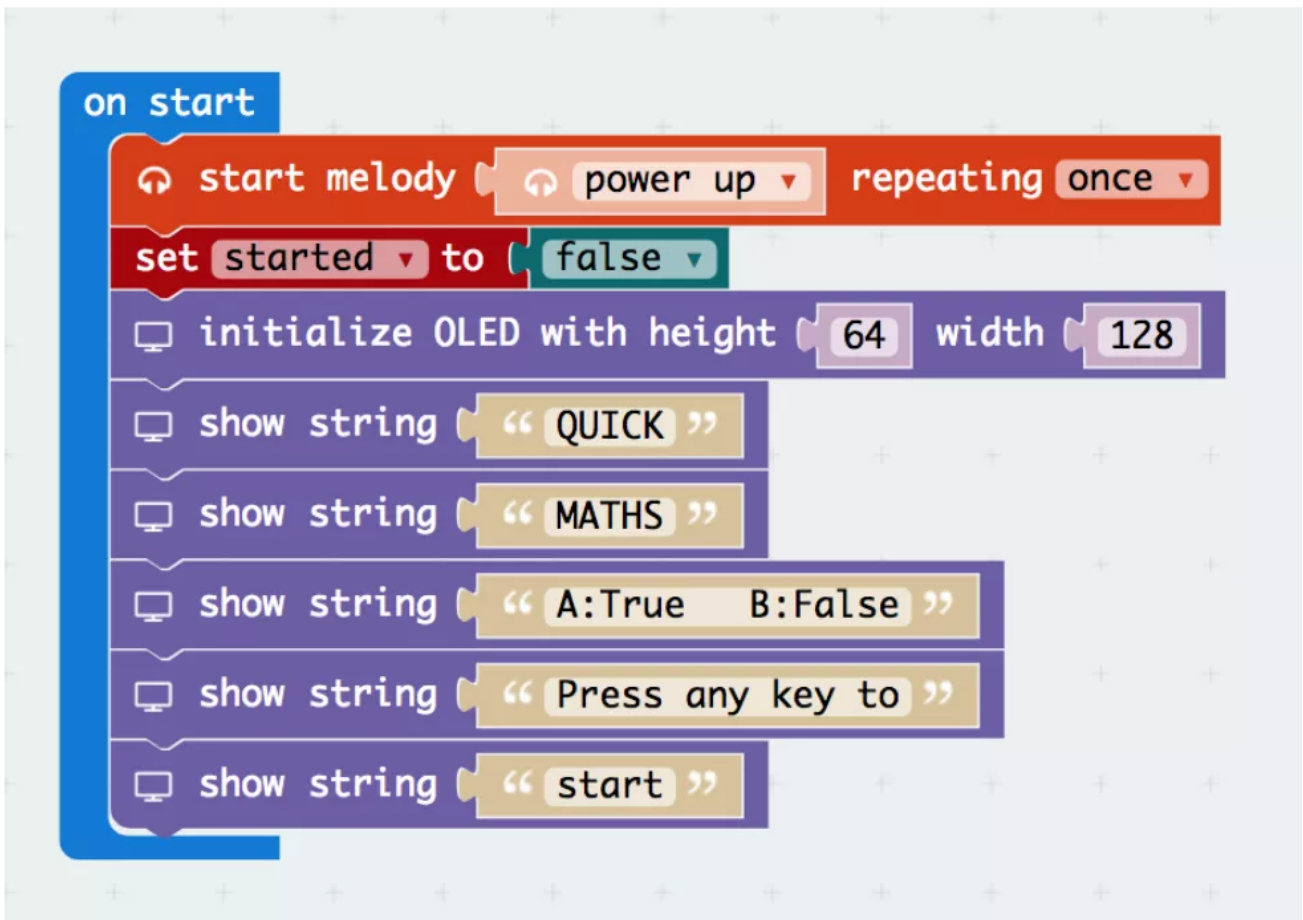 on start
start melody power up repeating once
set started to false
initialize OLED with height 64 width 128
show string “ QUICK ”
show string “ MATHS ”
show string “ A:True   B:False ”
show string “ Press any key to ”
show string “ start ”